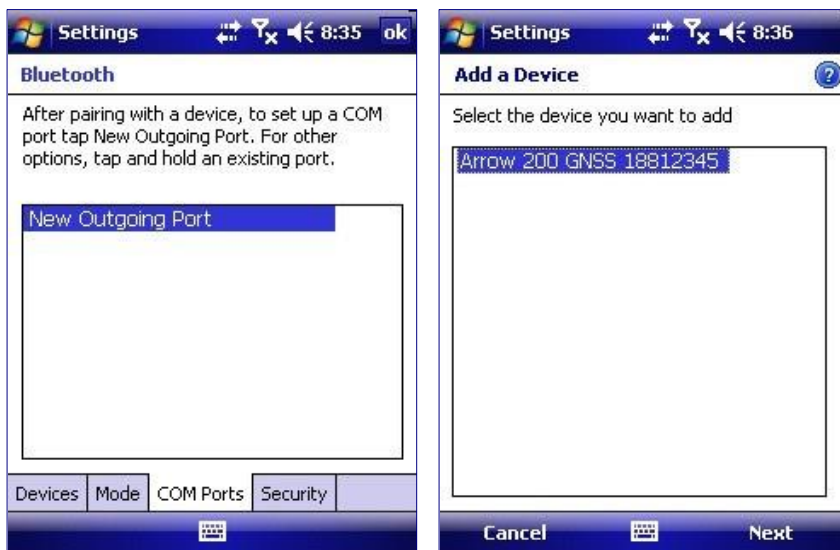 Settings 8:35 ok
Bluetooth
After pairing with a device, to set up a COM
port tap New Outgoing Port. For other
options, tap and hold an existing port.
New Outgoing Port
Devices Mode COM Ports Security
Settings 8:36
Add a Device ?
Select the device you want to add
Arrow 200 GNSS 18812345
Cancel Next